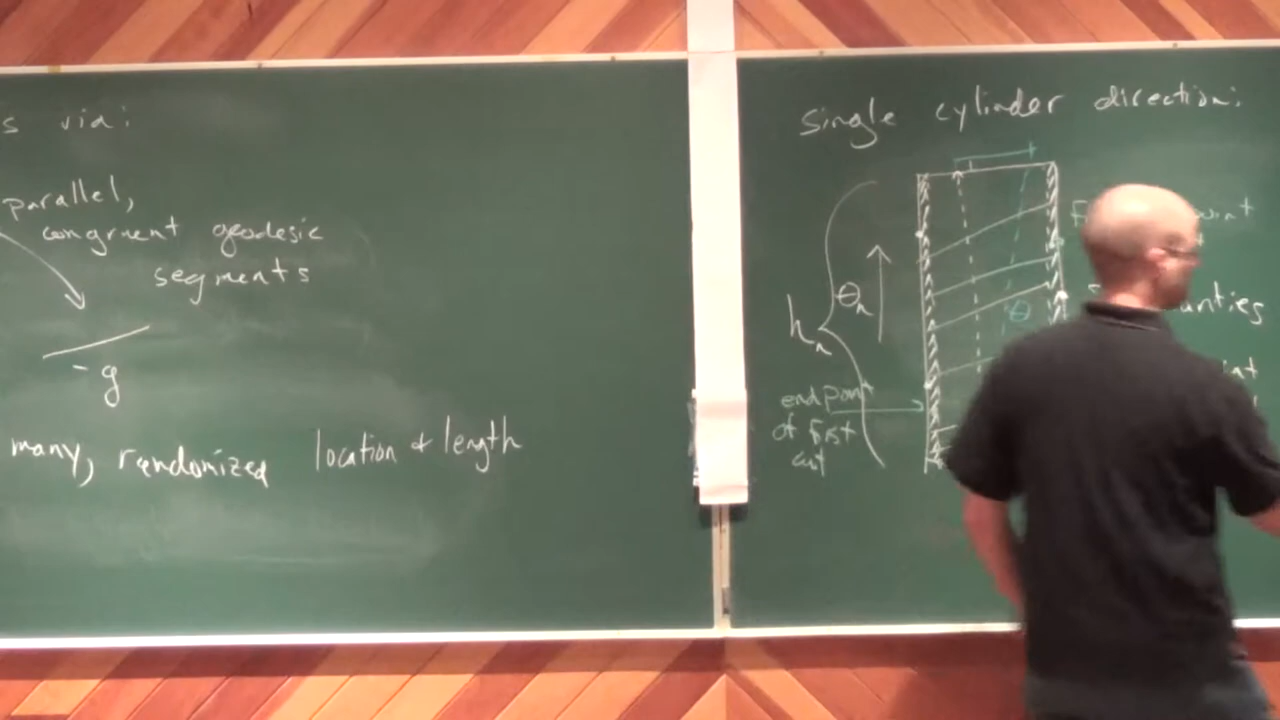 s via:
parallel,
congruent geodesic
segments
g
many, randomized location & length
Single cylinder direction:
θₙ
hₙ
θ
endpoint
of first
cut